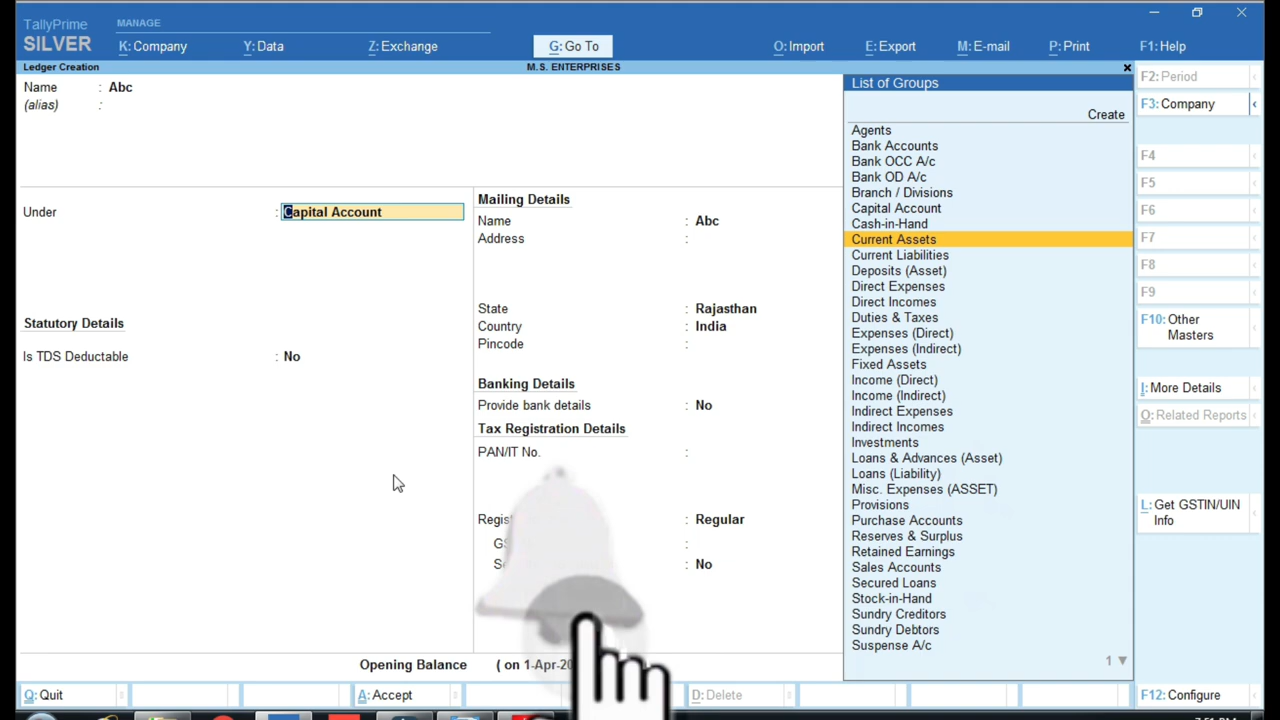 TallyPrime
SILVER
MANAGE
K: Company
Y: Data
Z: Exchange
G: Go To
O: Import
E: Export
M: E-mail
P: Print
F1: Help
Ledger Creation
M.S. ENTERPRISES
Name : Abc
(alias) :
Under : Capital Account
Statutory Details
Is TDS Deductable : No
Mailing Details
Name : Abc
Address :
State : Rajasthan
Country : India
Pincode :
Banking Details
Provide bank details : No
Tax Registration Details
PAN/IT No. :
: Regular
:
: No
Opening Balance ( on 1-Apr-20
List of Groups
Create
Agents
Bank Accounts
Bank OCC A/c
Bank OD A/c
Branch / Divisions
Capital Account
Cash-in-Hand
Current Assets
Current Liabilities
Deposits (Asset)
Direct Expenses
Direct Incomes
Duties & Taxes
Expenses (Direct)
Expenses (Indirect)
Fixed Assets
Income (Direct)
Income (Indirect)
Indirect Expenses
Indirect Incomes
Investments
Loans & Advances (Asset)
Loans (Liability)
Misc. Expenses (ASSET)
Provisions
Purchase Accounts
Reserves & Surplus
Retained Earnings
Sales Accounts
Secured Loans
Stock-in-Hand
Sundry Creditors
Sundry Debtors
Suspense A/c
1 ▼
F2: Period
F3: Company
F4
F5
F6
F7
F8
F9
F10: Other
Masters
I: More Details
O: Related Reports
L: Get GSTIN/UIN
Info
Q: Quit
A: Accept
D: Delete
F12: Configure